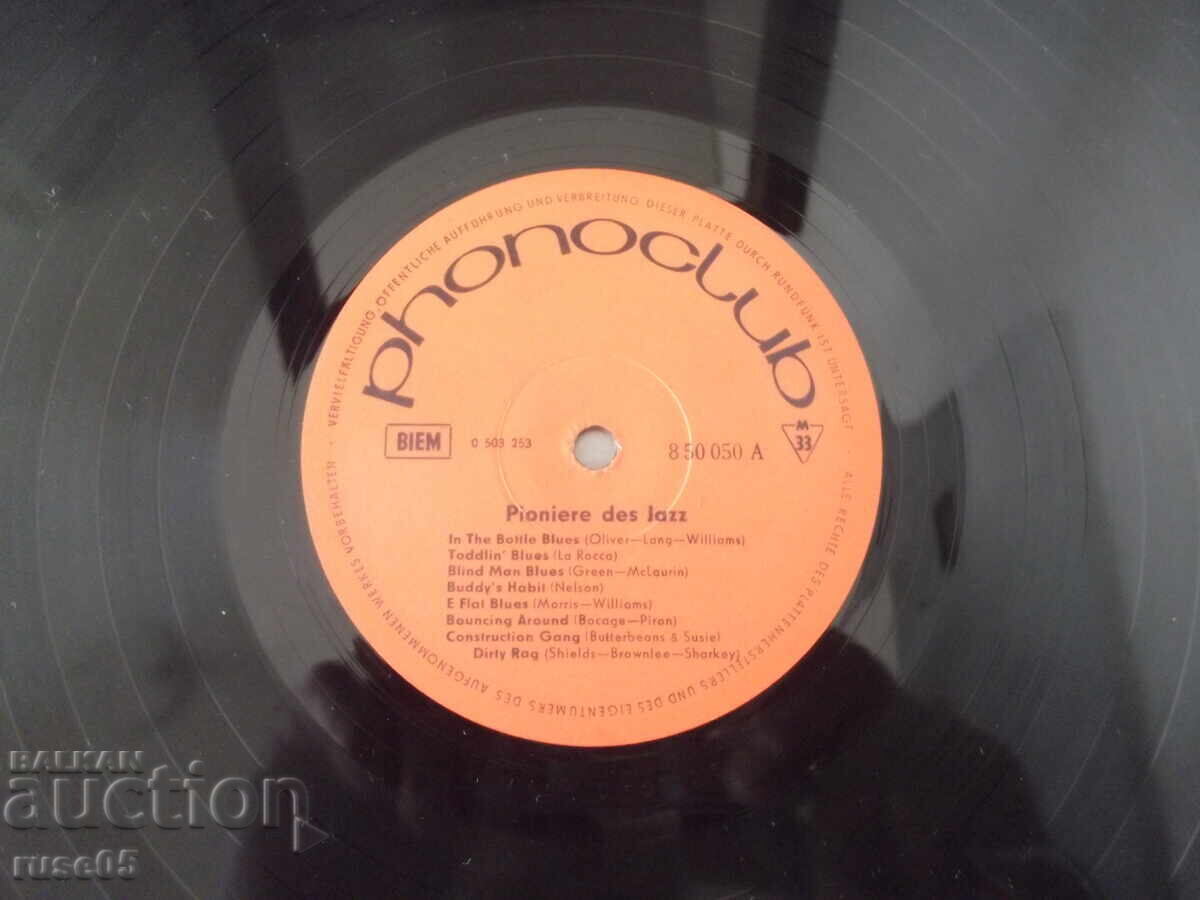 VERVIELFÄLTIGUNG, ÖFFENTLICHE AUFFÜHRUNG UND VERBREITUNG DIESER PLATTE DURCH RUNDFUNK IST UNTERSAGT · ALLE RECHTE DES PLATTENHERSTELLERS UND DES EIGENTÜMERS DES AUFGENOMMENEN WERKES VORBEHALTEN ·
phonoclub
BIEM
0 503 253
850 050 A
M
33
Pioniere des Jazz
In The Bottle Blues (Oliver—Lang—Williams)
Toddlin' Blues (La Rocca)
Blind Man Blues (Green—McLaurin)
Buddy's Habit (Nelson)
E Flat Blues (Morris—Williams)
Bouncing Around (Bocage—Piron)
Construction Gang (Butterbeans & Susie)
Dirty Rag (Shields—Brownlee—Sharkey)
BALKAN
auction
ruse05